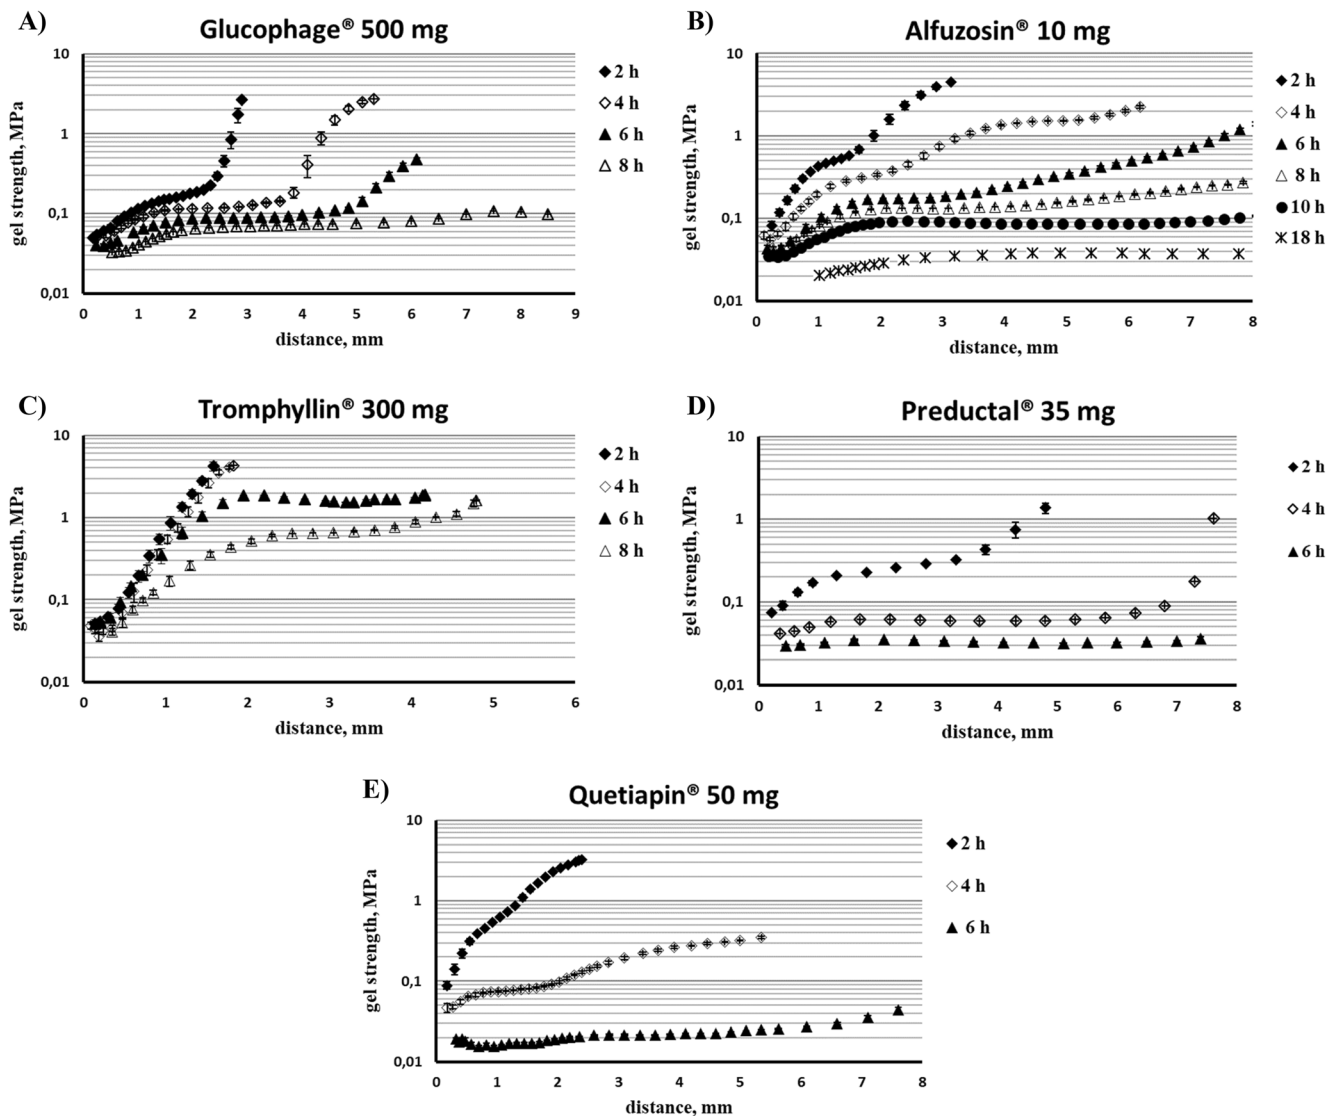 A)
Glucophage® 500 mg
gel strength, MPa
10
1
0,1
0,01
0 1 2 3 4 5 6 7 8 9
distance, mm
2 h
4 h
6 h
8 h
B)
Alfuzosin® 10 mg
gel strength, MPa
10
1
0,1
0,01
0 1 2 3 4 5 6 7 8
distance, mm
2 h
4 h
6 h
8 h
10 h
18 h
C)
Tromphyllin® 300 mg
gel strength, MPa
10
1
0,1
0,01
0 1 2 3 4 5 6
distance, mm
2 h
4 h
6 h
8 h
D)
Preductal® 35 mg
gel strength, MPa
10
1
0,1
0,01
0 1 2 3 4 5 6 7 8
distance, mm
2 h
4 h
6 h
E)
Quetiapin® 50 mg
gel strength, MPa
10
1
0,1
0,01
0 1 2 3 4 5 6 7 8
distance, mm
2 h
4 h
6 h